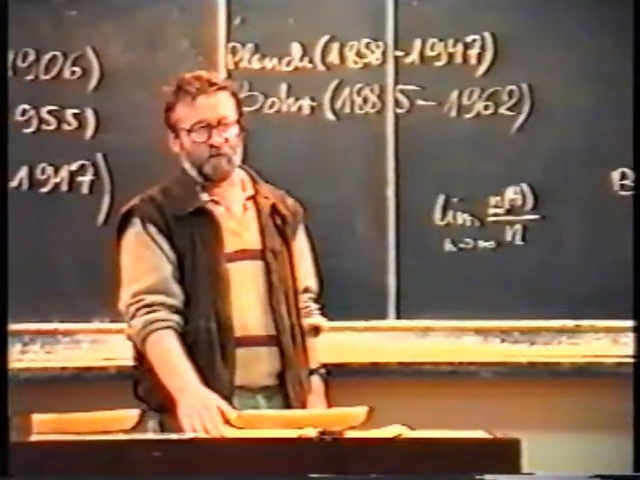 1906)
955)
1917)
Planck (1858-1947)
Bohr (1885-1962)
lim n(A)
n→∞ n
B